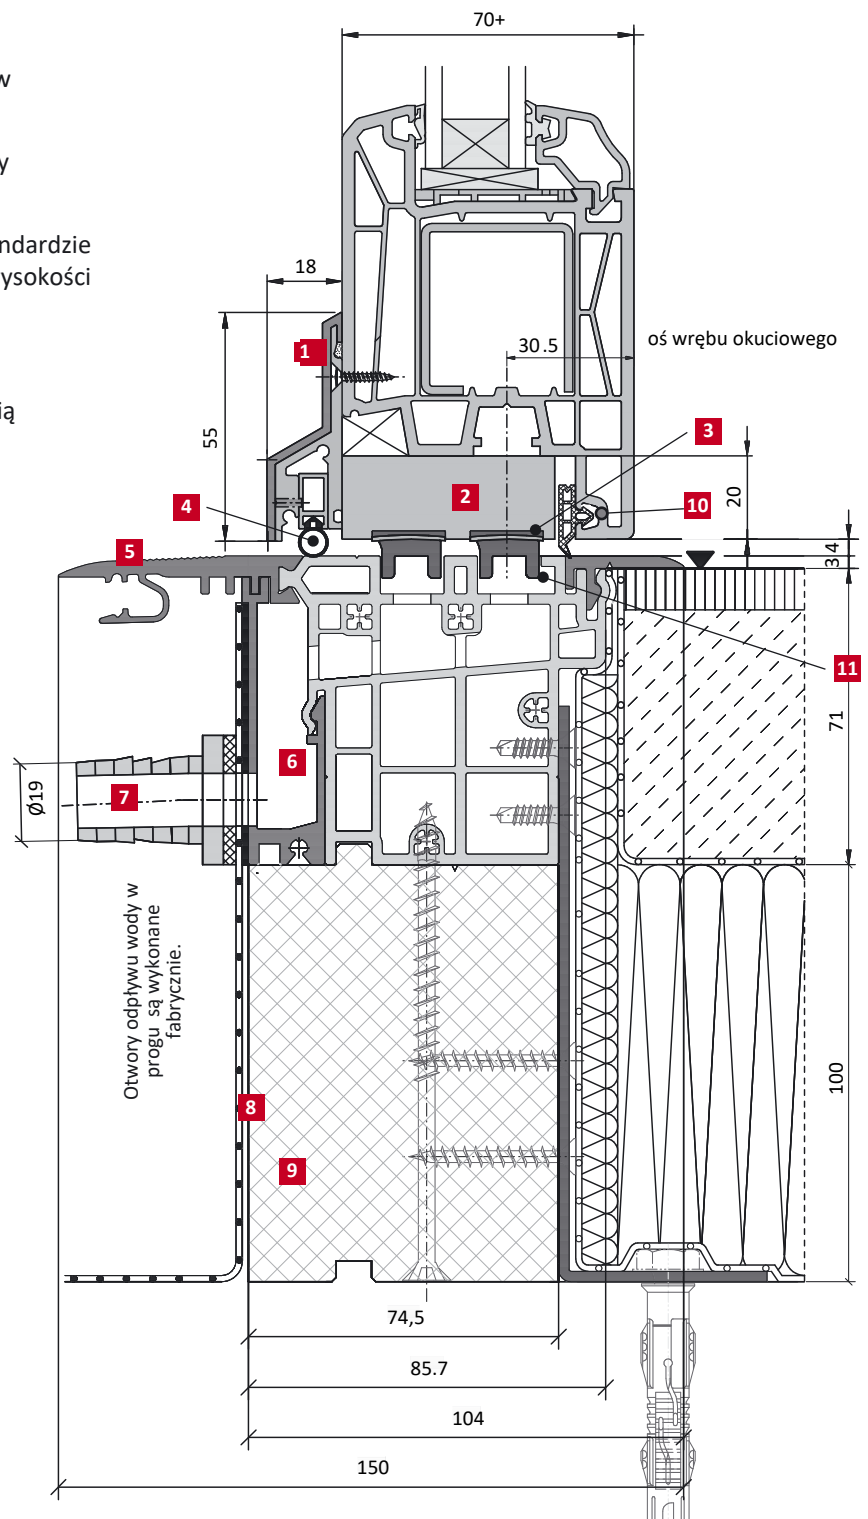 70+
w
y
ndardzie
ysokości
18
1
30.5
oś wrębu okuciowego
ią
55
3
2
4
10
20
5
3 4
11
71
6
7
Ø19
Otwory odpływu wody w
progu są wykonane
fabrycznie.
100
8
9
74,5
85.7
104
150